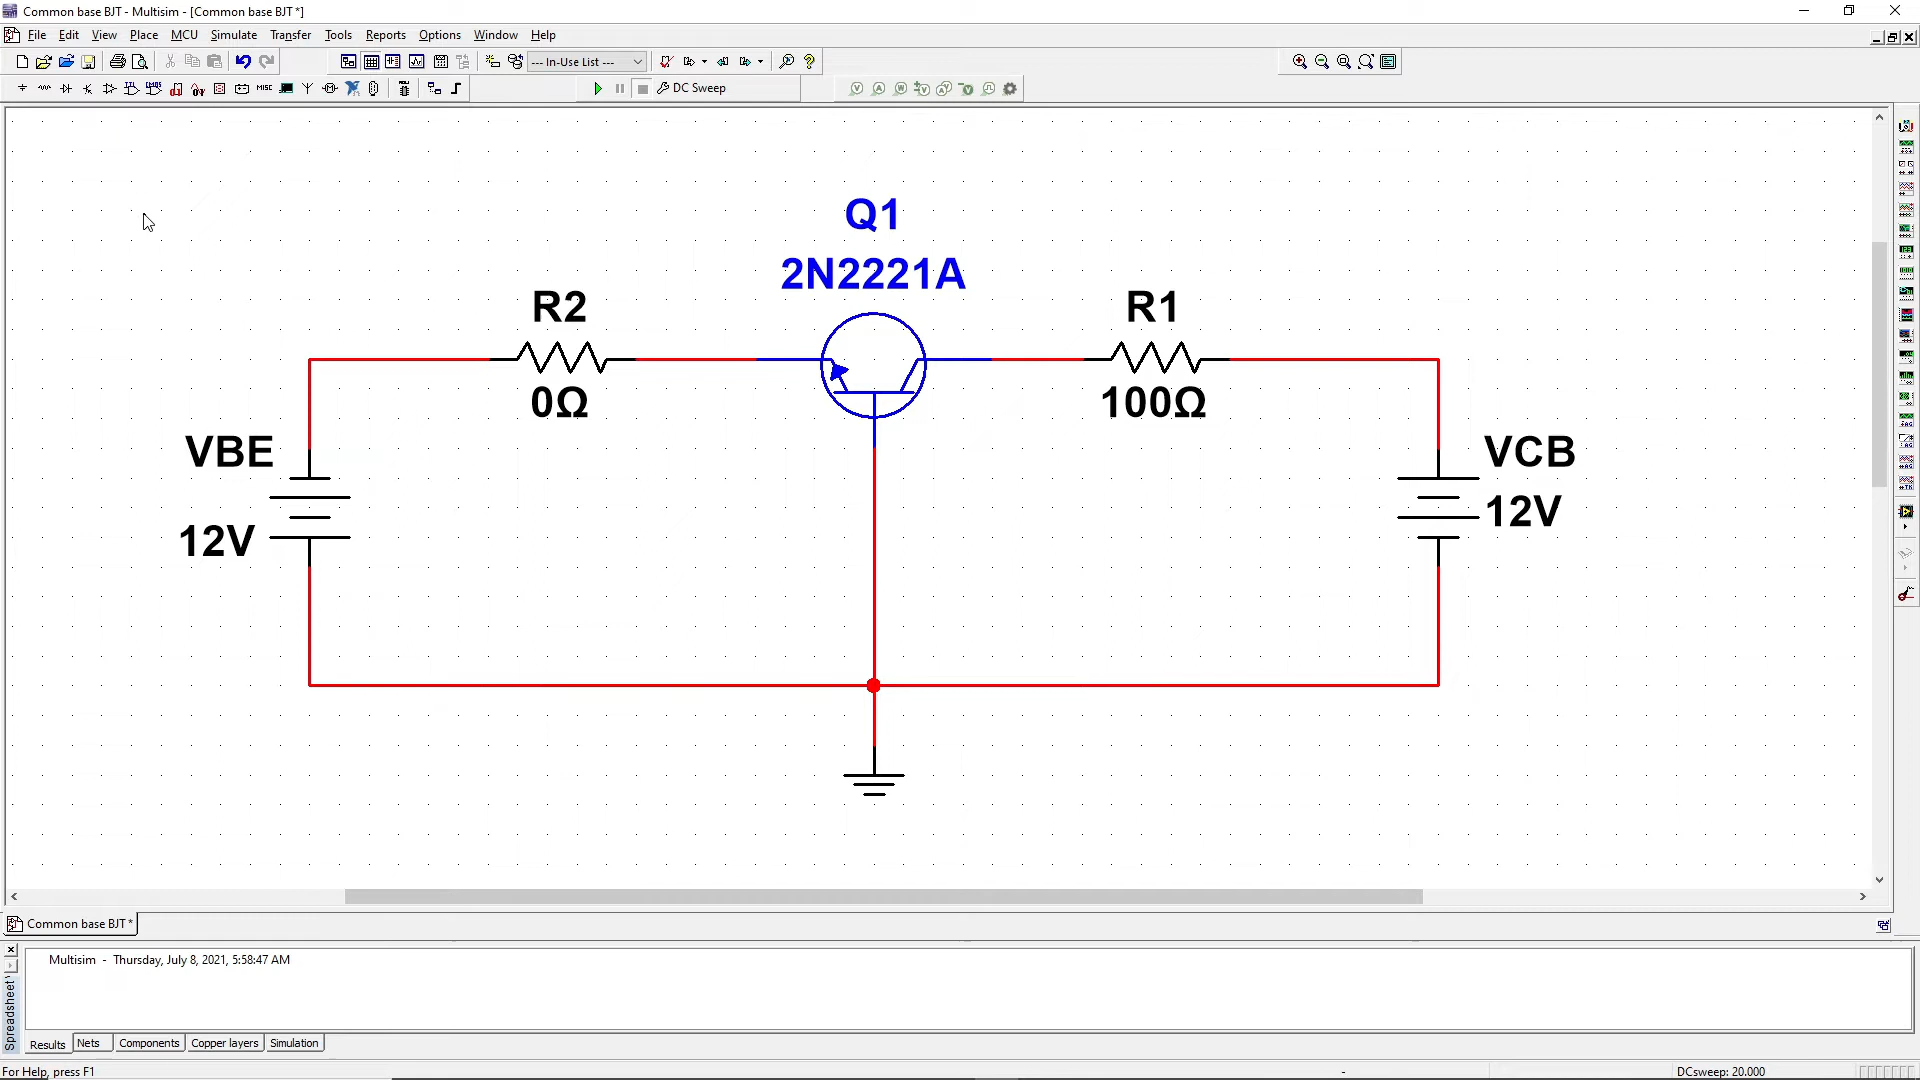 Common base BJT - Multisim - [Common base BJT *]
File Edit View Place MCU Simulate Transfer Tools Reports Options Window Help
--- In-Use List ---
MISC
DC Sweep
Q1
2N2221A
R2
R1
0Ω
100Ω
VBE
VCB
12V
12V
Common base BJT *
Multisim - Thursday, July 8, 2021, 5:58:47 AM
Spreadsheet
Results Nets Components Copper layers Simulation
For Help, press F1
-
DCsweep: 20.000